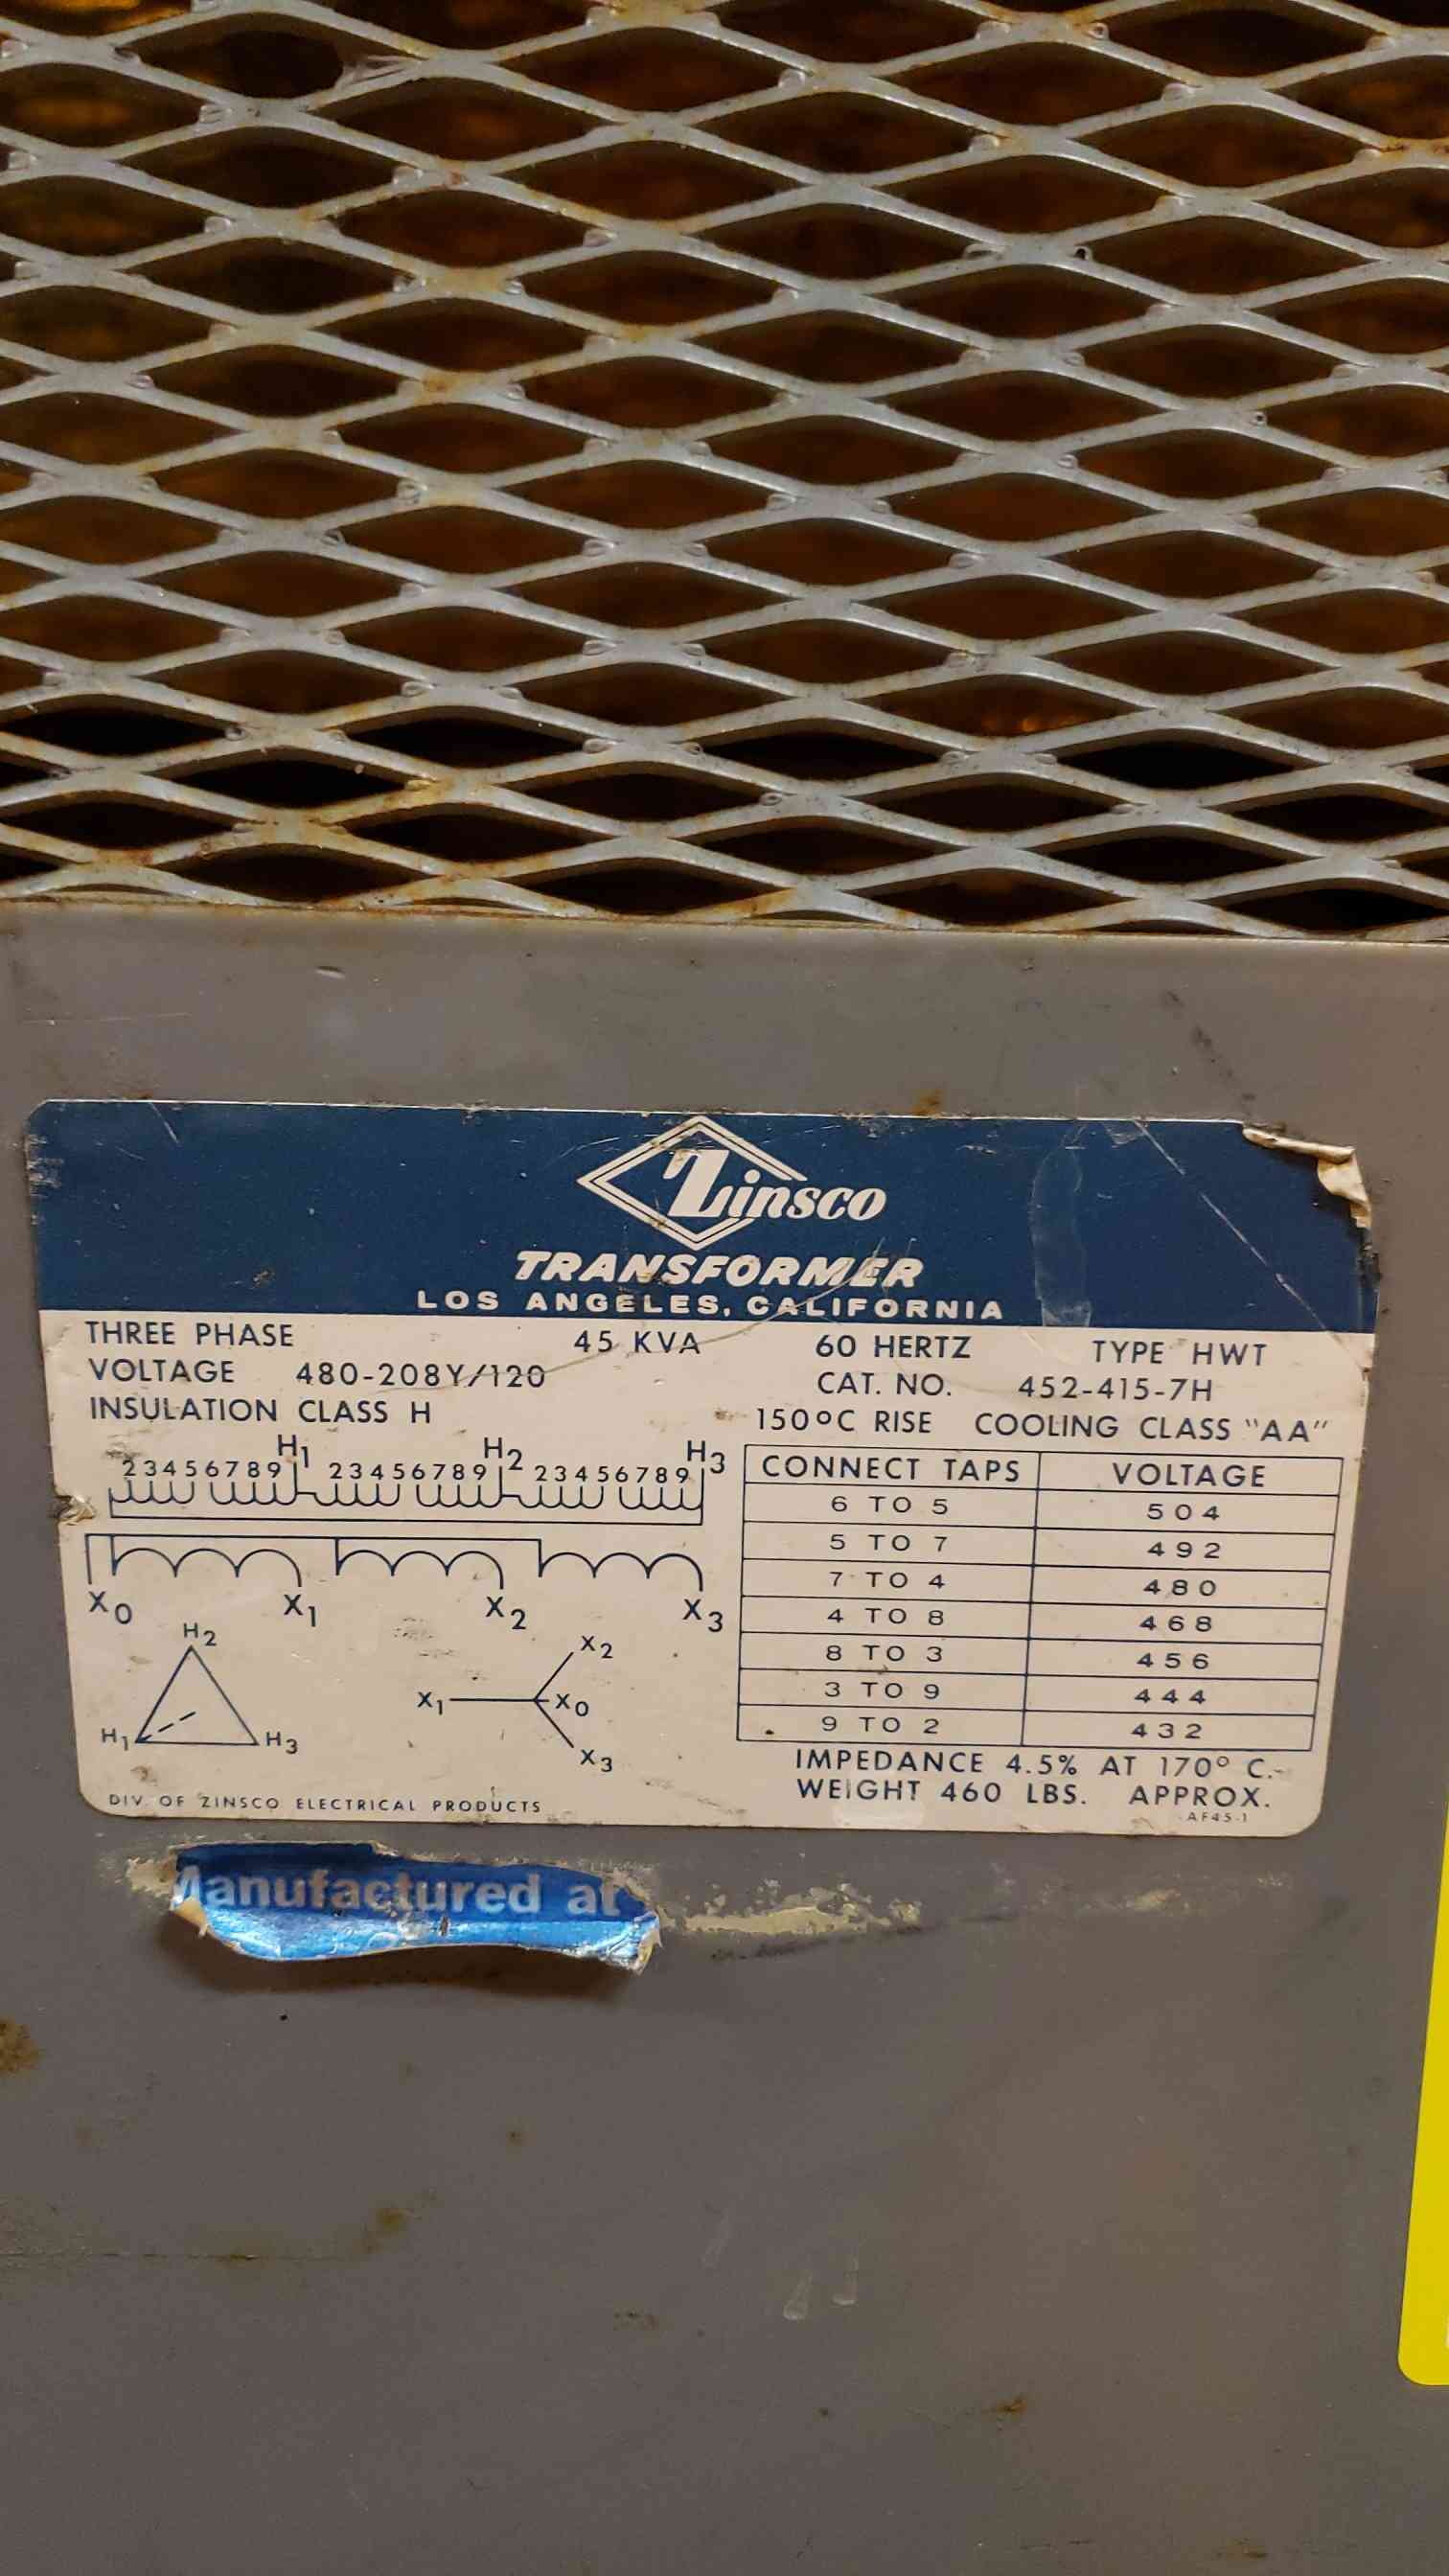 Zinsco
TRANSFORMER
LOS ANGELES, CALIFORNIA
THREE PHASE 45 KVA 60 HERTZ TYPE HWT
VOLTAGE 480-208Y/120 CAT. NO. 452-415-7H
INSULATION CLASS H 150°C RISE COOLING CLASS "AA"
H1 H2 H3
23456789 23456789 23456789
X0 X1 X2 X3
H2
H1 H3
X2
X1 X0
X3
CONNECT TAPS VOLTAGE
6 TO 5 504
5 TO 7 492
7 TO 4 480
4 TO 8 468
8 TO 3 456
3 TO 9 444
9 TO 2 432
IMPEDANCE 4.5% AT 170° C.
WEIGHT 460 LBS. APPROX.
AF45-1
DIV. OF ZINSCO ELECTRICAL PRODUCTS
Manufactured at